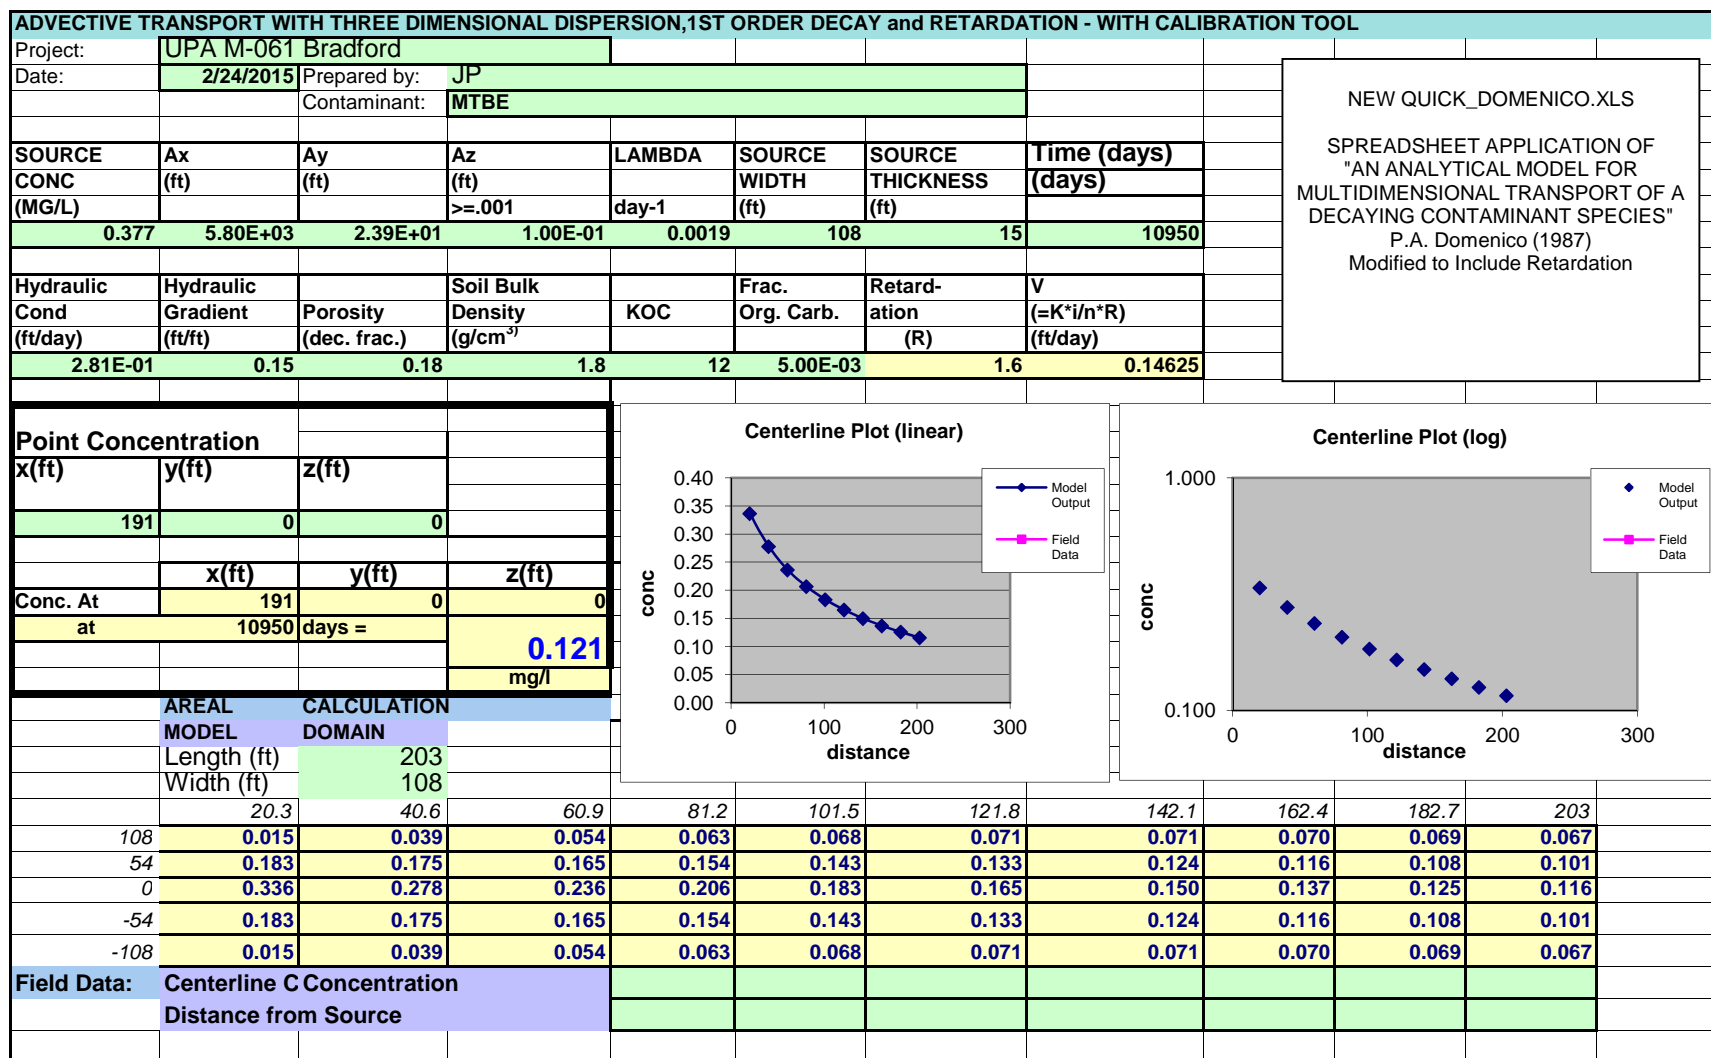 ADVECTIVE TRANSPORT WITH THREE DIMENSIONAL DISPERSION,1ST ORDER DECAY and RETARDATION - WITH CALIBRATION TOOL
Project: UPA M-061 Bradford
Date: 2/24/2015 Prepared by: JP
Contaminant: MTBE
NEW QUICK_DOMENICO.XLS
SPREADSHEET APPLICATION OF
"AN ANALYTICAL MODEL FOR
MULTIDIMENSIONAL TRANSPORT OF A
DECAYING CONTAMINANT SPECIES"
P.A. Domenico (1987)
Modified to Include Retardation
SOURCE Ax Ay Az LAMBDA SOURCE SOURCE Time (days)
CONC (ft) (ft) (ft) WIDTH THICKNESS (days)
(MG/L) >=.001 day-1 (ft) (ft)
0.377 5.80E+03 2.39E+01 1.00E-01 0.0019 108 15 10950
Hydraulic Hydraulic Soil Bulk Frac. Retard- V
Cond Gradient Porosity Density KOC Org. Carb. ation (=K*i/n*R)
(ft/day) (ft/ft) (dec. frac.) (g/cm3) (R) (ft/day)
2.81E-01 0.15 0.18 1.8 12 5.00E-03 1.6 0.14625
Point Concentration
x(ft) y(ft) z(ft)
191 0 0
x(ft) y(ft) z(ft)
Conc. At 191 0 0
at 10950 days =
0.121
mg/l
Centerline Plot (linear)
0.40
0.35
0.30
0.25
0.20
0.15
0.10
0.05
0.00
conc
0 100 200 300
distance
Model
Output
Field
Data
Centerline Plot (log)
1.000
0.100
conc
0 100 200 300
distance
Model
Output
Field
Data
AREAL CALCULATION
MODEL DOMAIN
Length (ft) 203
Width (ft) 108
20.3 40.6 60.9 81.2 101.5 121.8 142.1 162.4 182.7 203
108 0.015 0.039 0.054 0.063 0.068 0.071 0.071 0.070 0.069 0.067
54 0.183 0.175 0.165 0.154 0.143 0.133 0.124 0.116 0.108 0.101
0 0.336 0.278 0.236 0.206 0.183 0.165 0.150 0.137 0.125 0.116
-54 0.183 0.175 0.165 0.154 0.143 0.133 0.124 0.116 0.108 0.101
-108 0.015 0.039 0.054 0.063 0.068 0.071 0.071 0.070 0.069 0.067
Field Data: Centerline C Concentration
Distance from Source